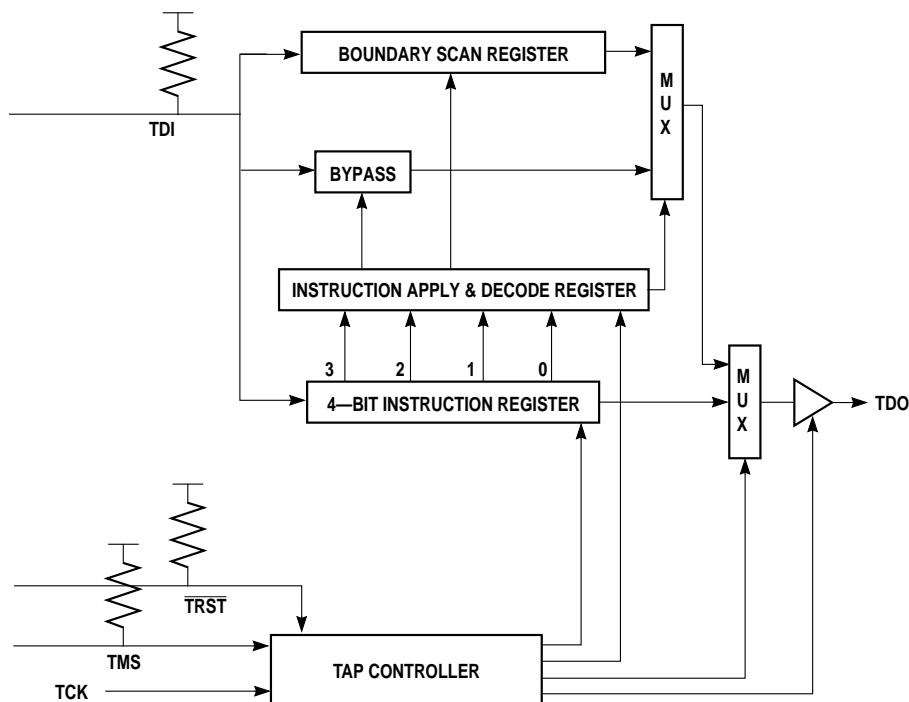 BOUNDARY SCAN REGISTER
M
U
X
TDI
BYPASS
INSTRUCTION APPLY & DECODE REGISTER
3 2 1 0
4—BIT INSTRUCTION REGISTER
M
U
X
TDO
TRST
TMS
TAP CONTROLLER
TCK